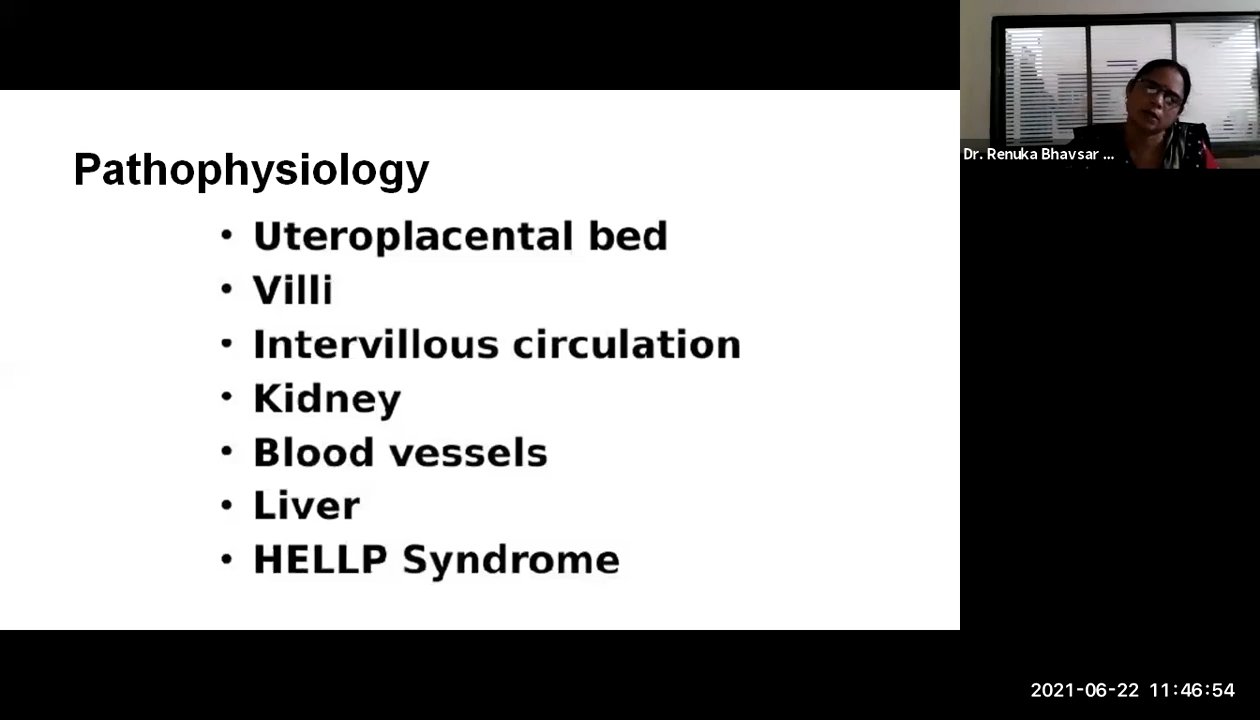 Pathophysiology
• Uteroplacental bed
• Villi
• Intervillous circulation
• Kidney
• Blood vessels
• Liver
• HELLP Syndrome
Dr. Renuka Bhavsar ...
2021-06-22 11:46:54